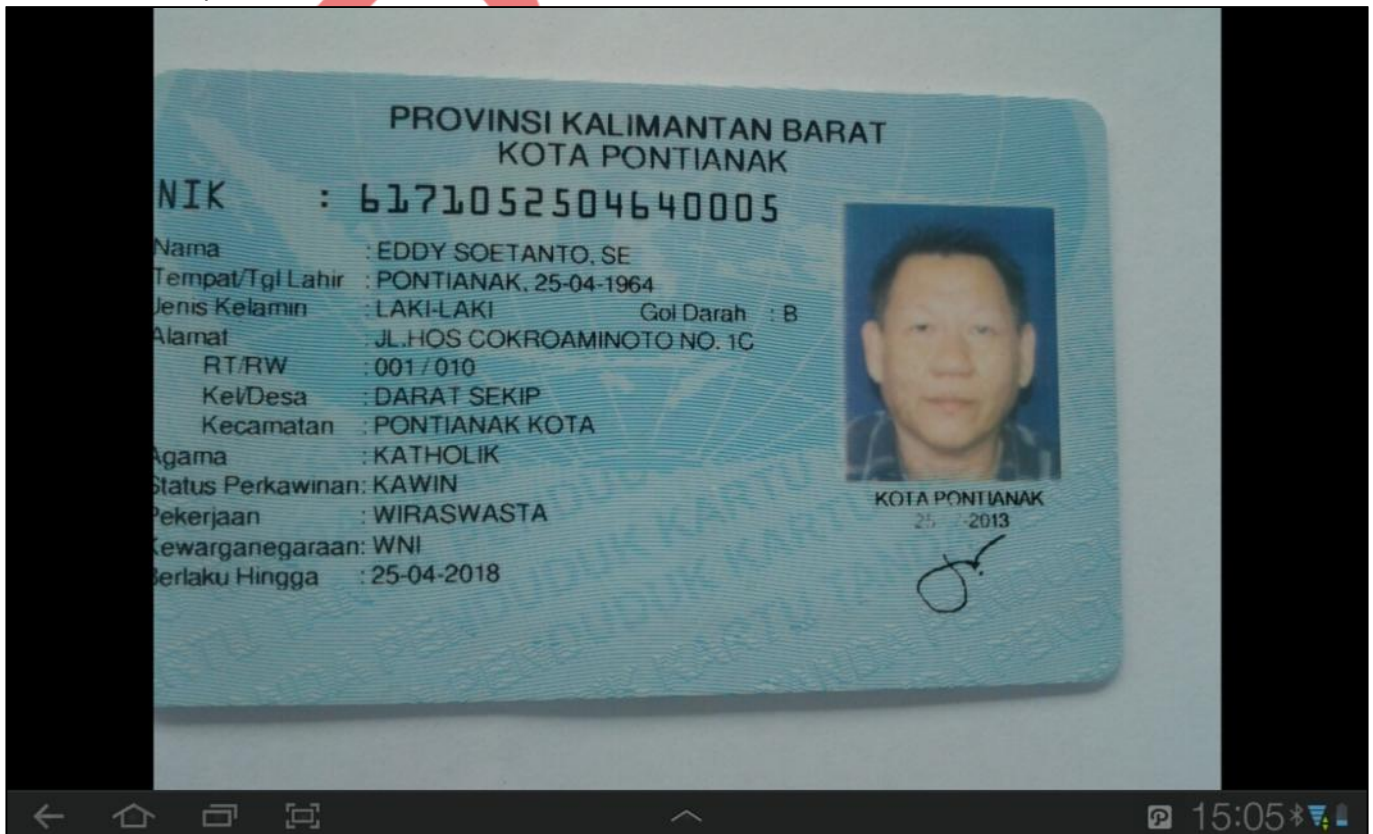 PROVINSI KALIMANTAN BARAT
KOTA PONTIANAK
NIK : 6171052504640005
Nama : EDDY SOETANTO, SE
Tempat/Tgl Lahir : PONTIANAK, 25-04-1964
Jenis Kelamin : LAKI-LAKI Gol Darah : B
Alamat : JL.HOS COKROAMINOTO NO. 1C
RT/RW : 001 / 010
Kel/Desa : DARAT SEKIP
Kecamatan : PONTIANAK KOTA
Agama : KATHOLIK
Status Perkawinan: KAWIN
Pekerjaan : WIRASWASTA
Kewarganegaraan: WNI
Berlaku Hingga : 25-04-2018
KOTA PONTIANAK
25 -2013
15:05